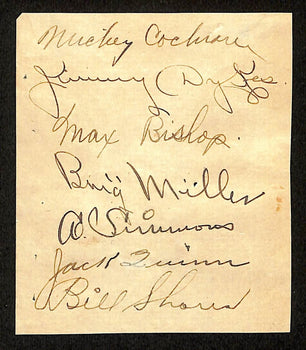 Mickey Cochrane
Jimmy Dykes
Max Bishop.
Bing Miller
Al Simmons
Jack Quinn
Bill Shores